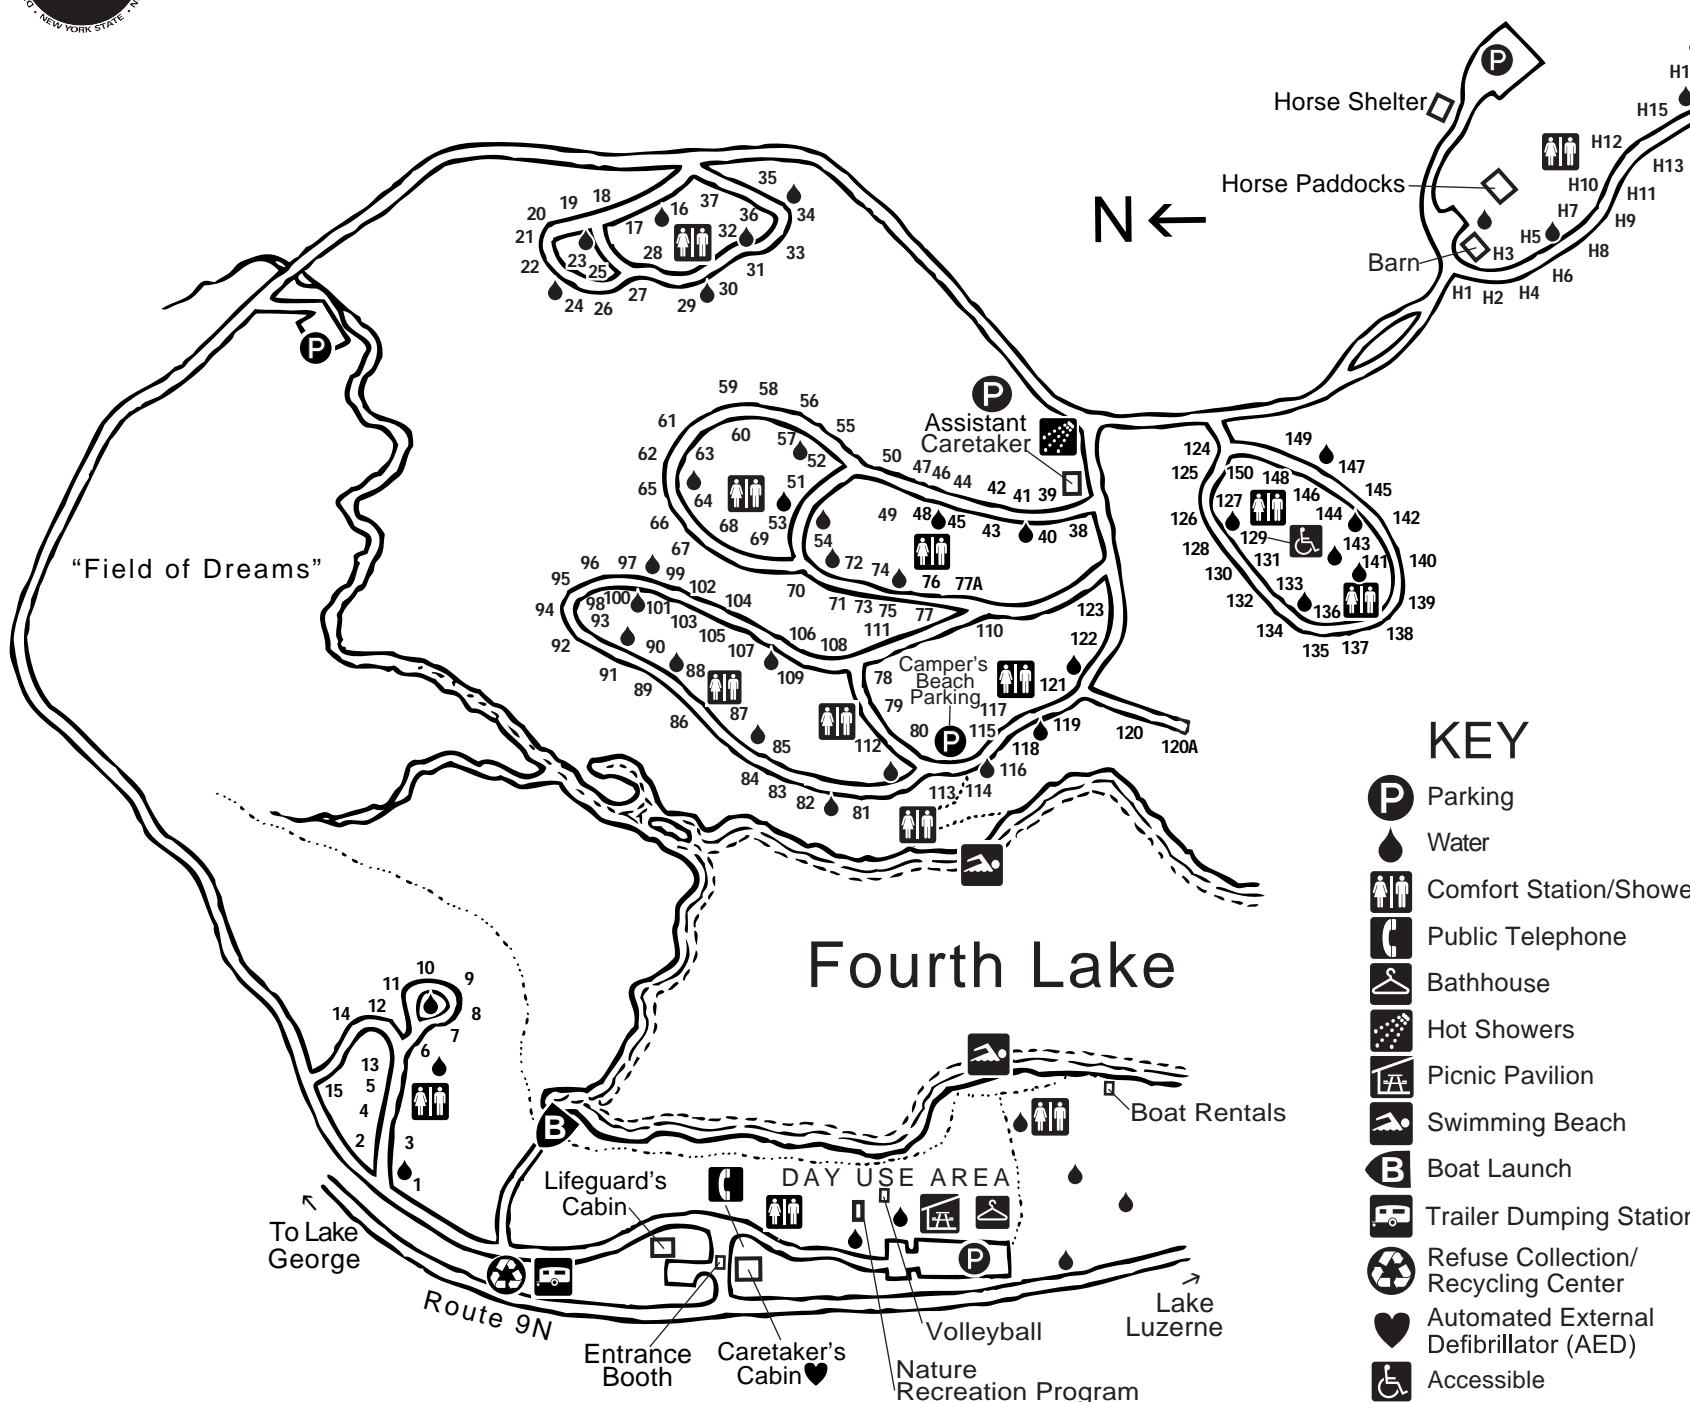 NEW YORK STATE
H15
H12
H13
H10
H11
H7
H9
H5
H8
H3
H6
H1
H2
H4
Horse Shelter
Horse Paddocks
Barn
N
P
35
37
16
36
34
18
19
20
17
32
21
28
33
23
25
22
31
27
30
24
26
29
P
59
58
56
61
60
57
55
62
63
52
50
47
46
44
42
41
39
65
64
51
48
45
49
43
40
38
66
68
53
69
54
67
72
74
76
77A
70
71
73
75
77
P
Assistant
Caretaker
124
149
125
150
148
147
146
145
127
126
144
142
129
143
128
131
141
140
130
133
132
136
139
134
138
135
137
"Field of Dreams"
96
97
99
95
102
98
100
101
104
94
93
103
105
106
92
90
107
108
111
110
123
91
88
109
122
89
87
86
85
112
84
83
82
81
78
79
80
Camper's
Beach
Parking
P
117
121
115
119
118
120
120A
116
113
114
Fourth Lake
10
9
11
12
8
14
7
6
13
5
15
4
2
3
1
B
Boat Rentals
DAY USE AREA
Lifeguard's
Cabin
To Lake
George
P
Route 9N
Entrance
Booth
Caretaker's
Cabin
Volleyball
Nature
Recreation Program
Lake
Luzerne
KEY
P Parking
Water
Comfort Station/Showe
Public Telephone
Bathhouse
Hot Showers
Picnic Pavilion
Swimming Beach
B Boat Launch
Trailer Dumping Station
Refuse Collection/
Recycling Center
Automated External
Defibrillator (AED)
Accessible